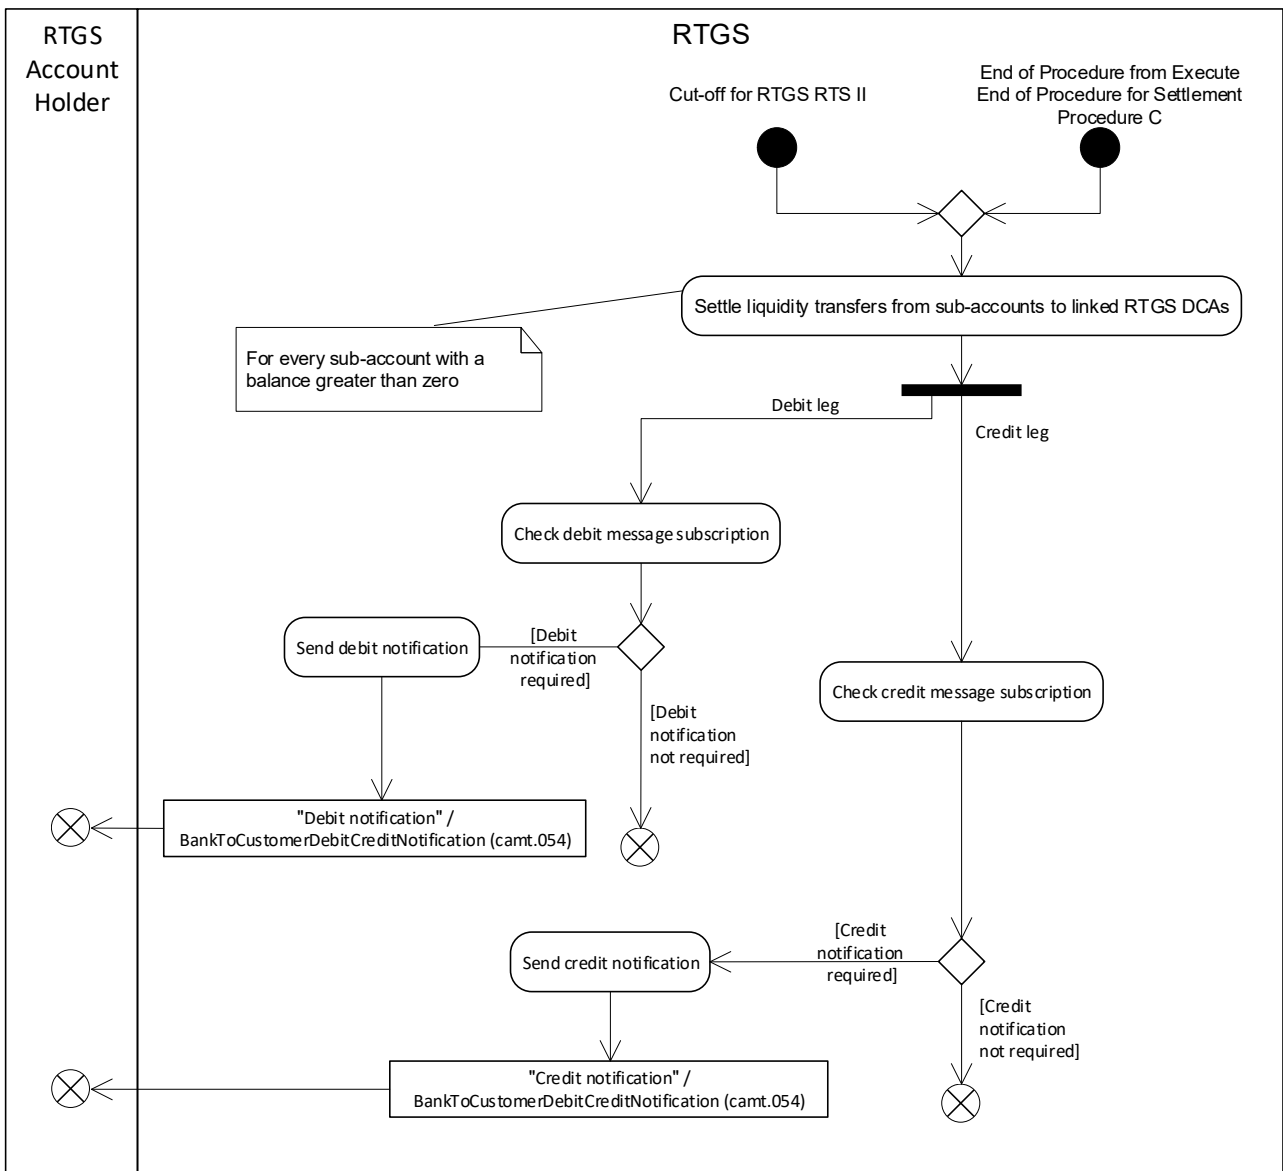 RTGS
Account
Holder
RTGS
Cut-off for RTGS RTS II
End of Procedure from Execute
End of Procedure for Settlement
Procedure C
Settle liquidity transfers from sub-accounts to linked RTGS DCAs
For every sub-account with a
balance greater than zero
Debit leg
Credit leg
Check debit message subscription
Send debit notification
[Debit
notification
required]
Check credit message subscription
[Debit
notification
not required]
"Debit notification" /
BankToCustomerDebitCreditNotification (camt.054)
Send credit notification
[Credit
notification
required]
[Credit
notification
not required]
"Credit notification" /
BankToCustomerDebitCreditNotification (camt.054)